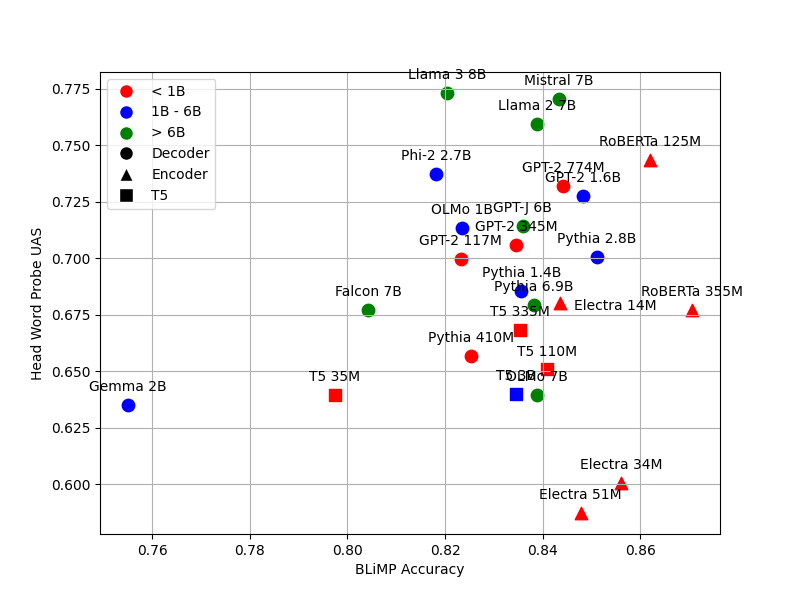 Llama 3 8B
Mistral 7B
Llama 2 7B
RoBERTa 125M
Phi-2 2.7B
GPT-2 774M
GPT-2 1.6B
OLMo 1B
GPT-J 6B
GPT-2 345M
GPT-2 117M
Pythia 2.8B
Pythia 1.4B
Pythia 6.9B
Falcon 7B
RoBERTa 355M
Electra 14M
T5 335M
Pythia 410M
T5 110M
T5 35M
T5 3B
OLMo 7B
Gemma 2B
Electra 34M
Electra 51M
< 1B
1B - 6B
> 6B
Decoder
Encoder
T5
0.775
0.750
0.725
0.700
0.675
0.650
0.625
0.600
Head Word Probe UAS
0.76 0.78 0.80 0.82 0.84 0.86
BLiMP Accuracy